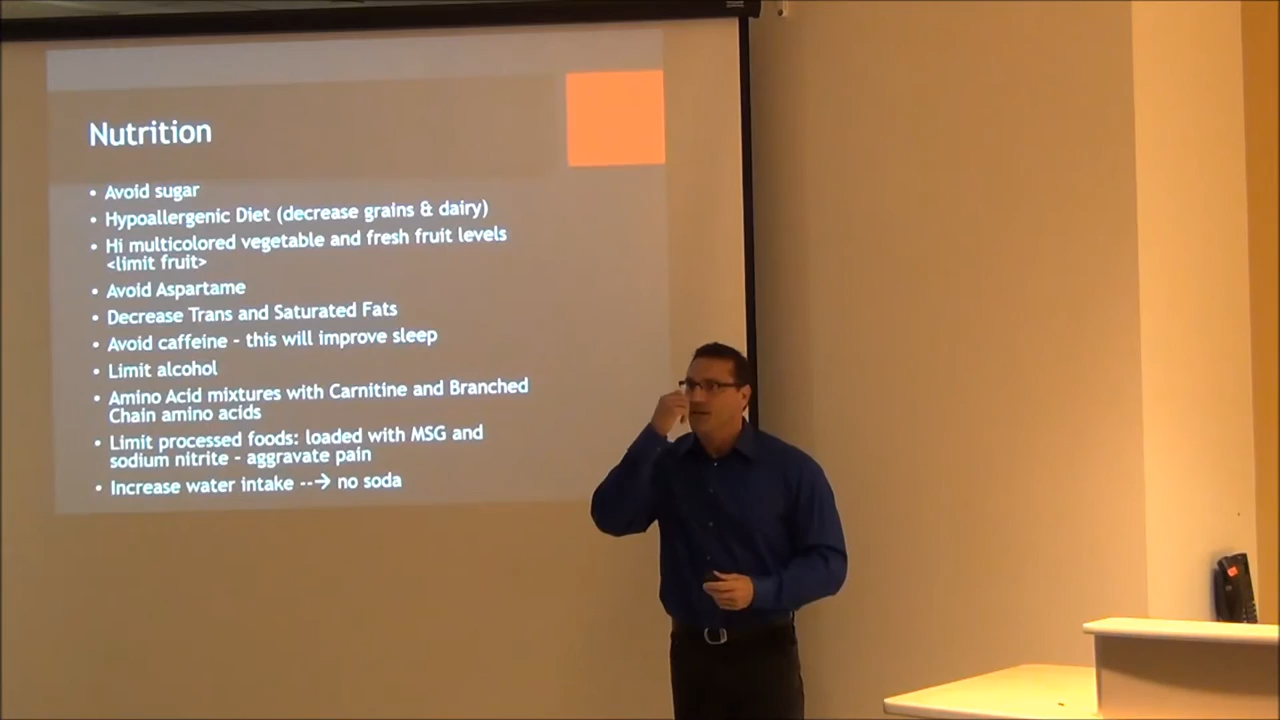 Nutrition
• Avoid sugar
• Hypoallergenic Diet (decrease grains & dairy)
• Hi multicolored vegetable and fresh fruit levels
<limit fruit>
• Avoid Aspartame
• Decrease Trans and Saturated Fats
• Avoid caffeine - this will improve sleep
• Limit alcohol
• Amino Acid mixtures with Carnitine and Branched
Chain amino acids
• Limit processed foods: loaded with MSG and
sodium nitrite - aggravate pain
• Increase water intake --→ no soda